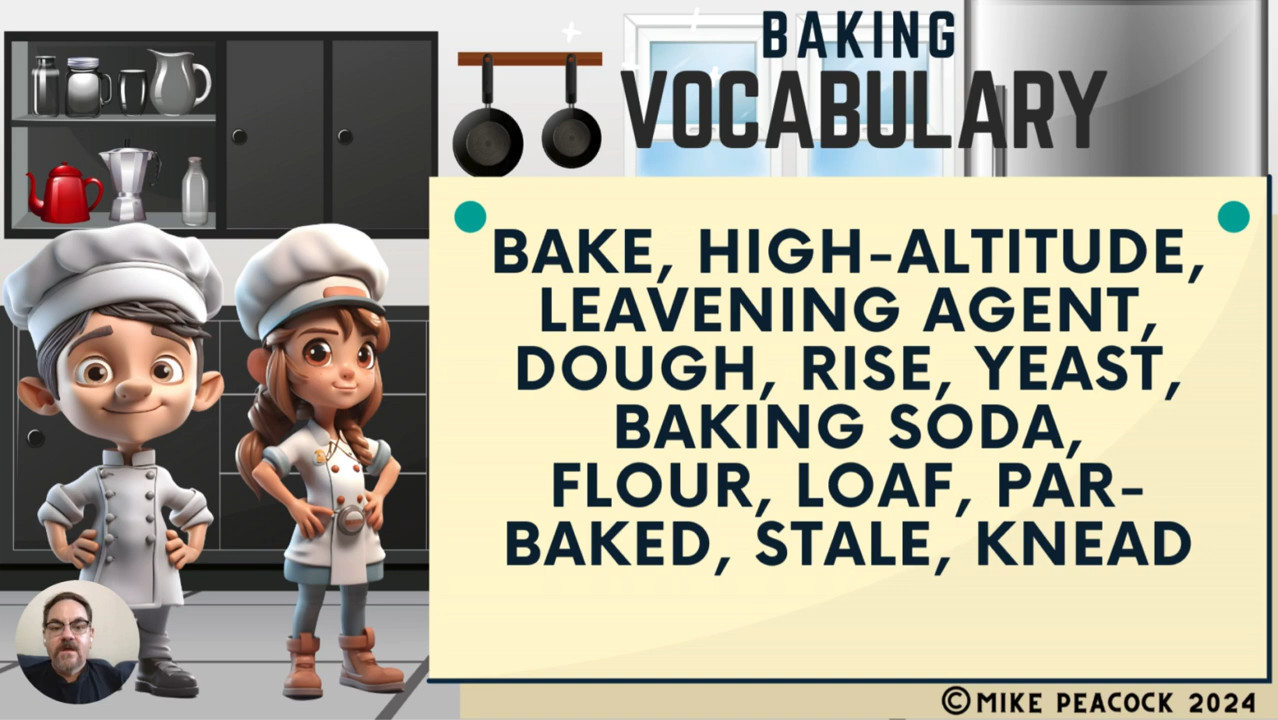 BAKING
VOCABULARY
BAKE, HIGH-ALTITUDE,
LEAVENING AGENT,
DOUGH, RISE, YEAST,
BAKING SODA,
FLOUR, LOAF, PAR-
BAKED, STALE, KNEAD
©MIKE PEACOCK 2024